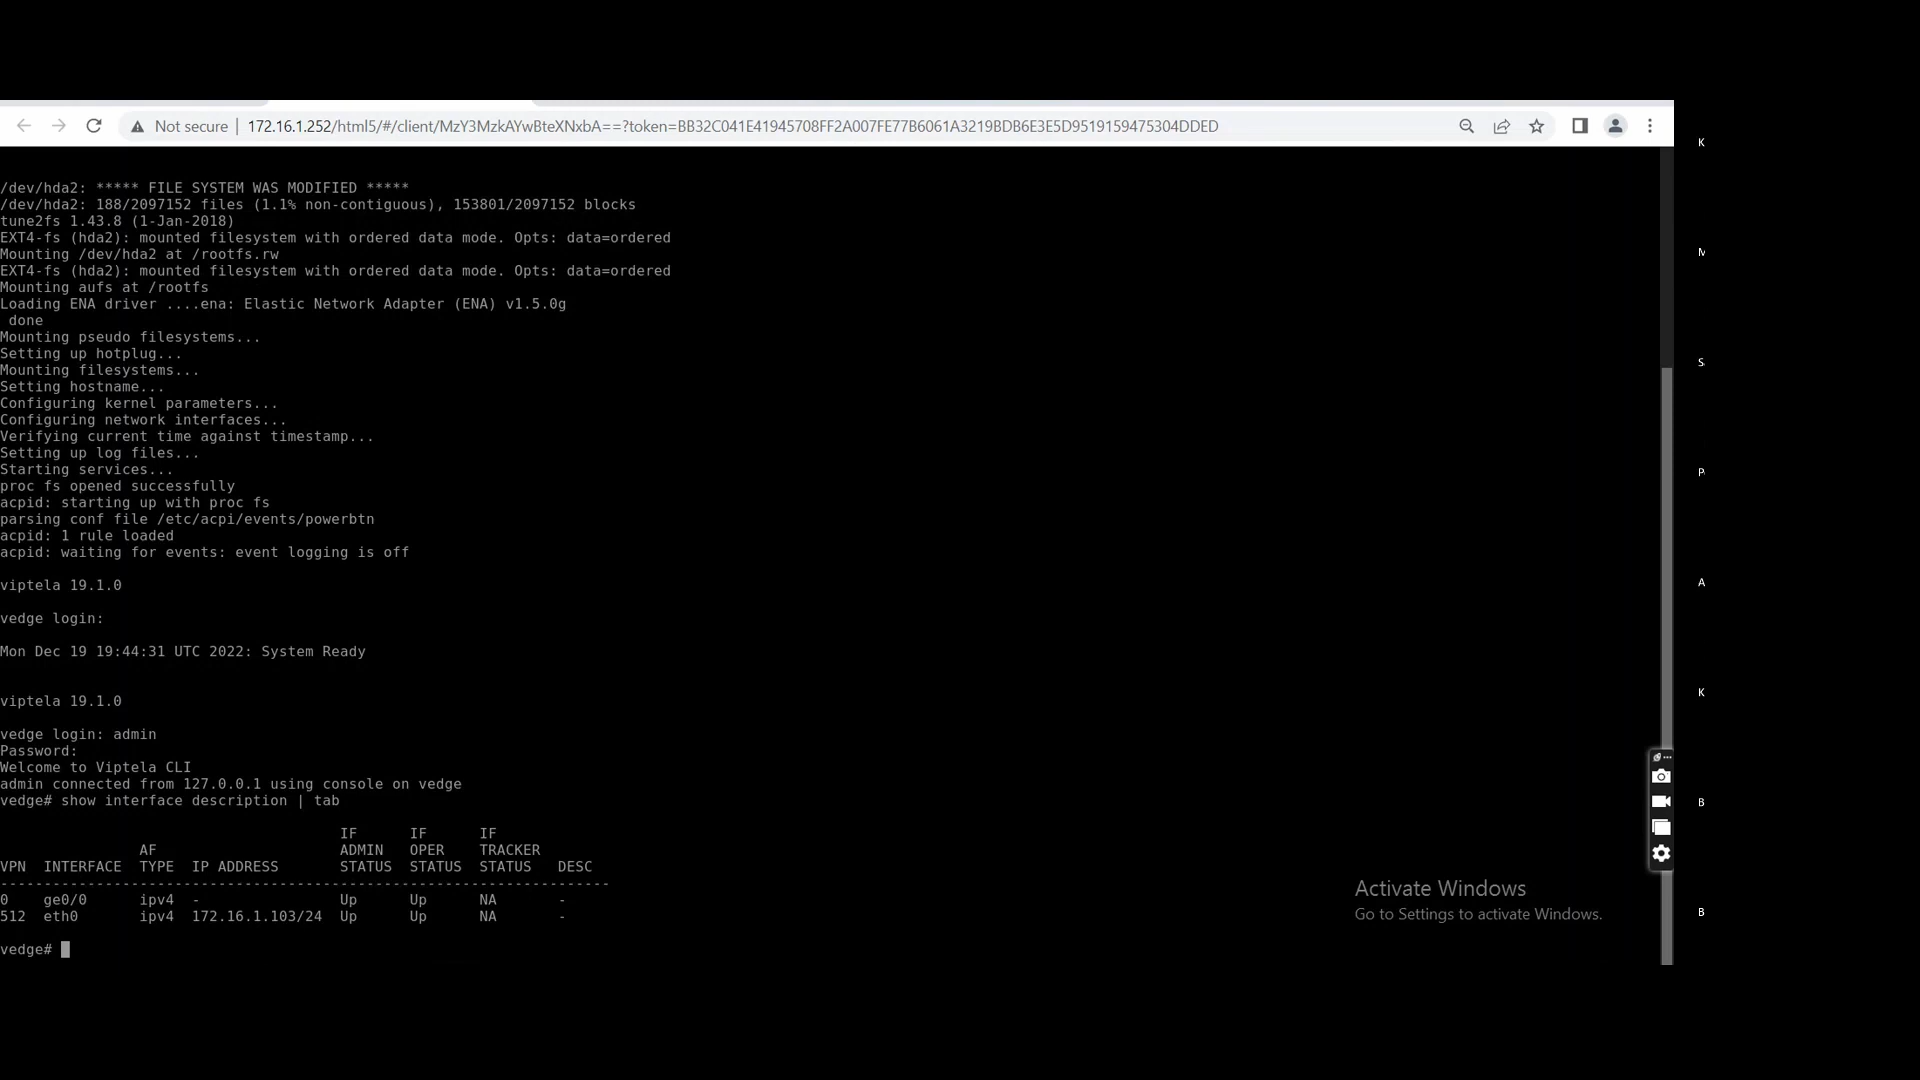 Not secure | 172.16.1.252/html5/#/client/MzY3MzkAYwBteXNxbA==?token=BB32C041E41945708FF2A007FE77B6061A3219BDB6E3E5D9519159475304DDED
/dev/hda2: ***** FILE SYSTEM WAS MODIFIED *****
/dev/hda2: 188/2097152 files (1.1% non-contiguous), 153801/2097152 blocks
tune2fs 1.43.8 (1-Jan-2018)
EXT4-fs (hda2): mounted filesystem with ordered data mode. Opts: data=ordered
Mounting /dev/hda2 at /rootfs.rw
EXT4-fs (hda2): mounted filesystem with ordered data mode. Opts: data=ordered
Mounting aufs at /rootfs
Loading ENA driver ....ena: Elastic Network Adapter (ENA) v1.5.0g
done
Mounting pseudo filesystems...
Setting up hotplug...
Mounting filesystems...
Setting hostname...
Configuring kernel parameters...
Configuring network interfaces...
Verifying current time against timestamp...
Setting up log files...
Starting services...
proc fs opened successfully
acpid: starting up with proc fs
parsing conf file /etc/acpi/events/powerbtn
acpid: 1 rule loaded
acpid: waiting for events: event logging is off
viptela 19.1.0
vedge login:
Mon Dec 19 19:44:31 UTC 2022: System Ready
viptela 19.1.0
vedge login: admin
Password:
Welcome to Viptela CLI
admin connected from 127.0.0.1 using console on vedge
vedge# show interface description | tab
IF IF IF
AF ADMIN OPER TRACKER
VPN INTERFACE TYPE IP ADDRESS STATUS STATUS STATUS DESC
----------------------------------------------------------------------
0 ge0/0 ipv4 - Up Up NA -
512 eth0 ipv4 172.16.1.103/24 Up Up NA -
vedge#
Activate Windows
Go to Settings to activate Windows.
K
M
S
P
A
K
B
B